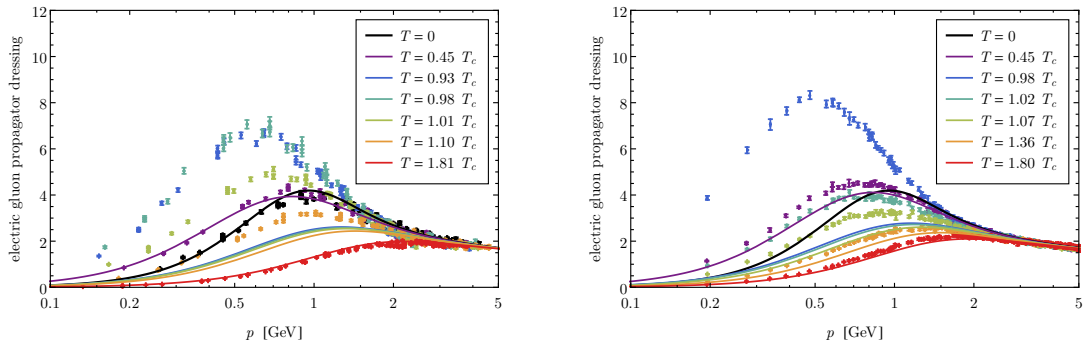 electric gluon propagator dressing
12
10
8
6
4
2
0
0.1 0.2 0.5 1 2 5
p [GeV]
T = 0
T = 0.45 T_c
T = 0.93 T_c
T = 0.98 T_c
T = 1.01 T_c
T = 1.10 T_c
T = 1.81 T_c
electric gluon propagator dressing
12
10
8
6
4
2
0
0.1 0.2 0.5 1 2 5
p [GeV]
T = 0
T = 0.45 T_c
T = 0.98 T_c
T = 1.02 T_c
T = 1.07 T_c
T = 1.36 T_c
T = 1.80 T_c